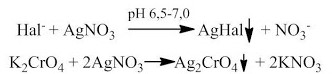 pH 6,5-7,0
Hal⁻ + AgNO₃ ⟶ AgHal↓ + NO₃⁻
K₂CrO₄ + 2AgNO₃ ⟶ Ag₂CrO₄↓ + 2KNO₃